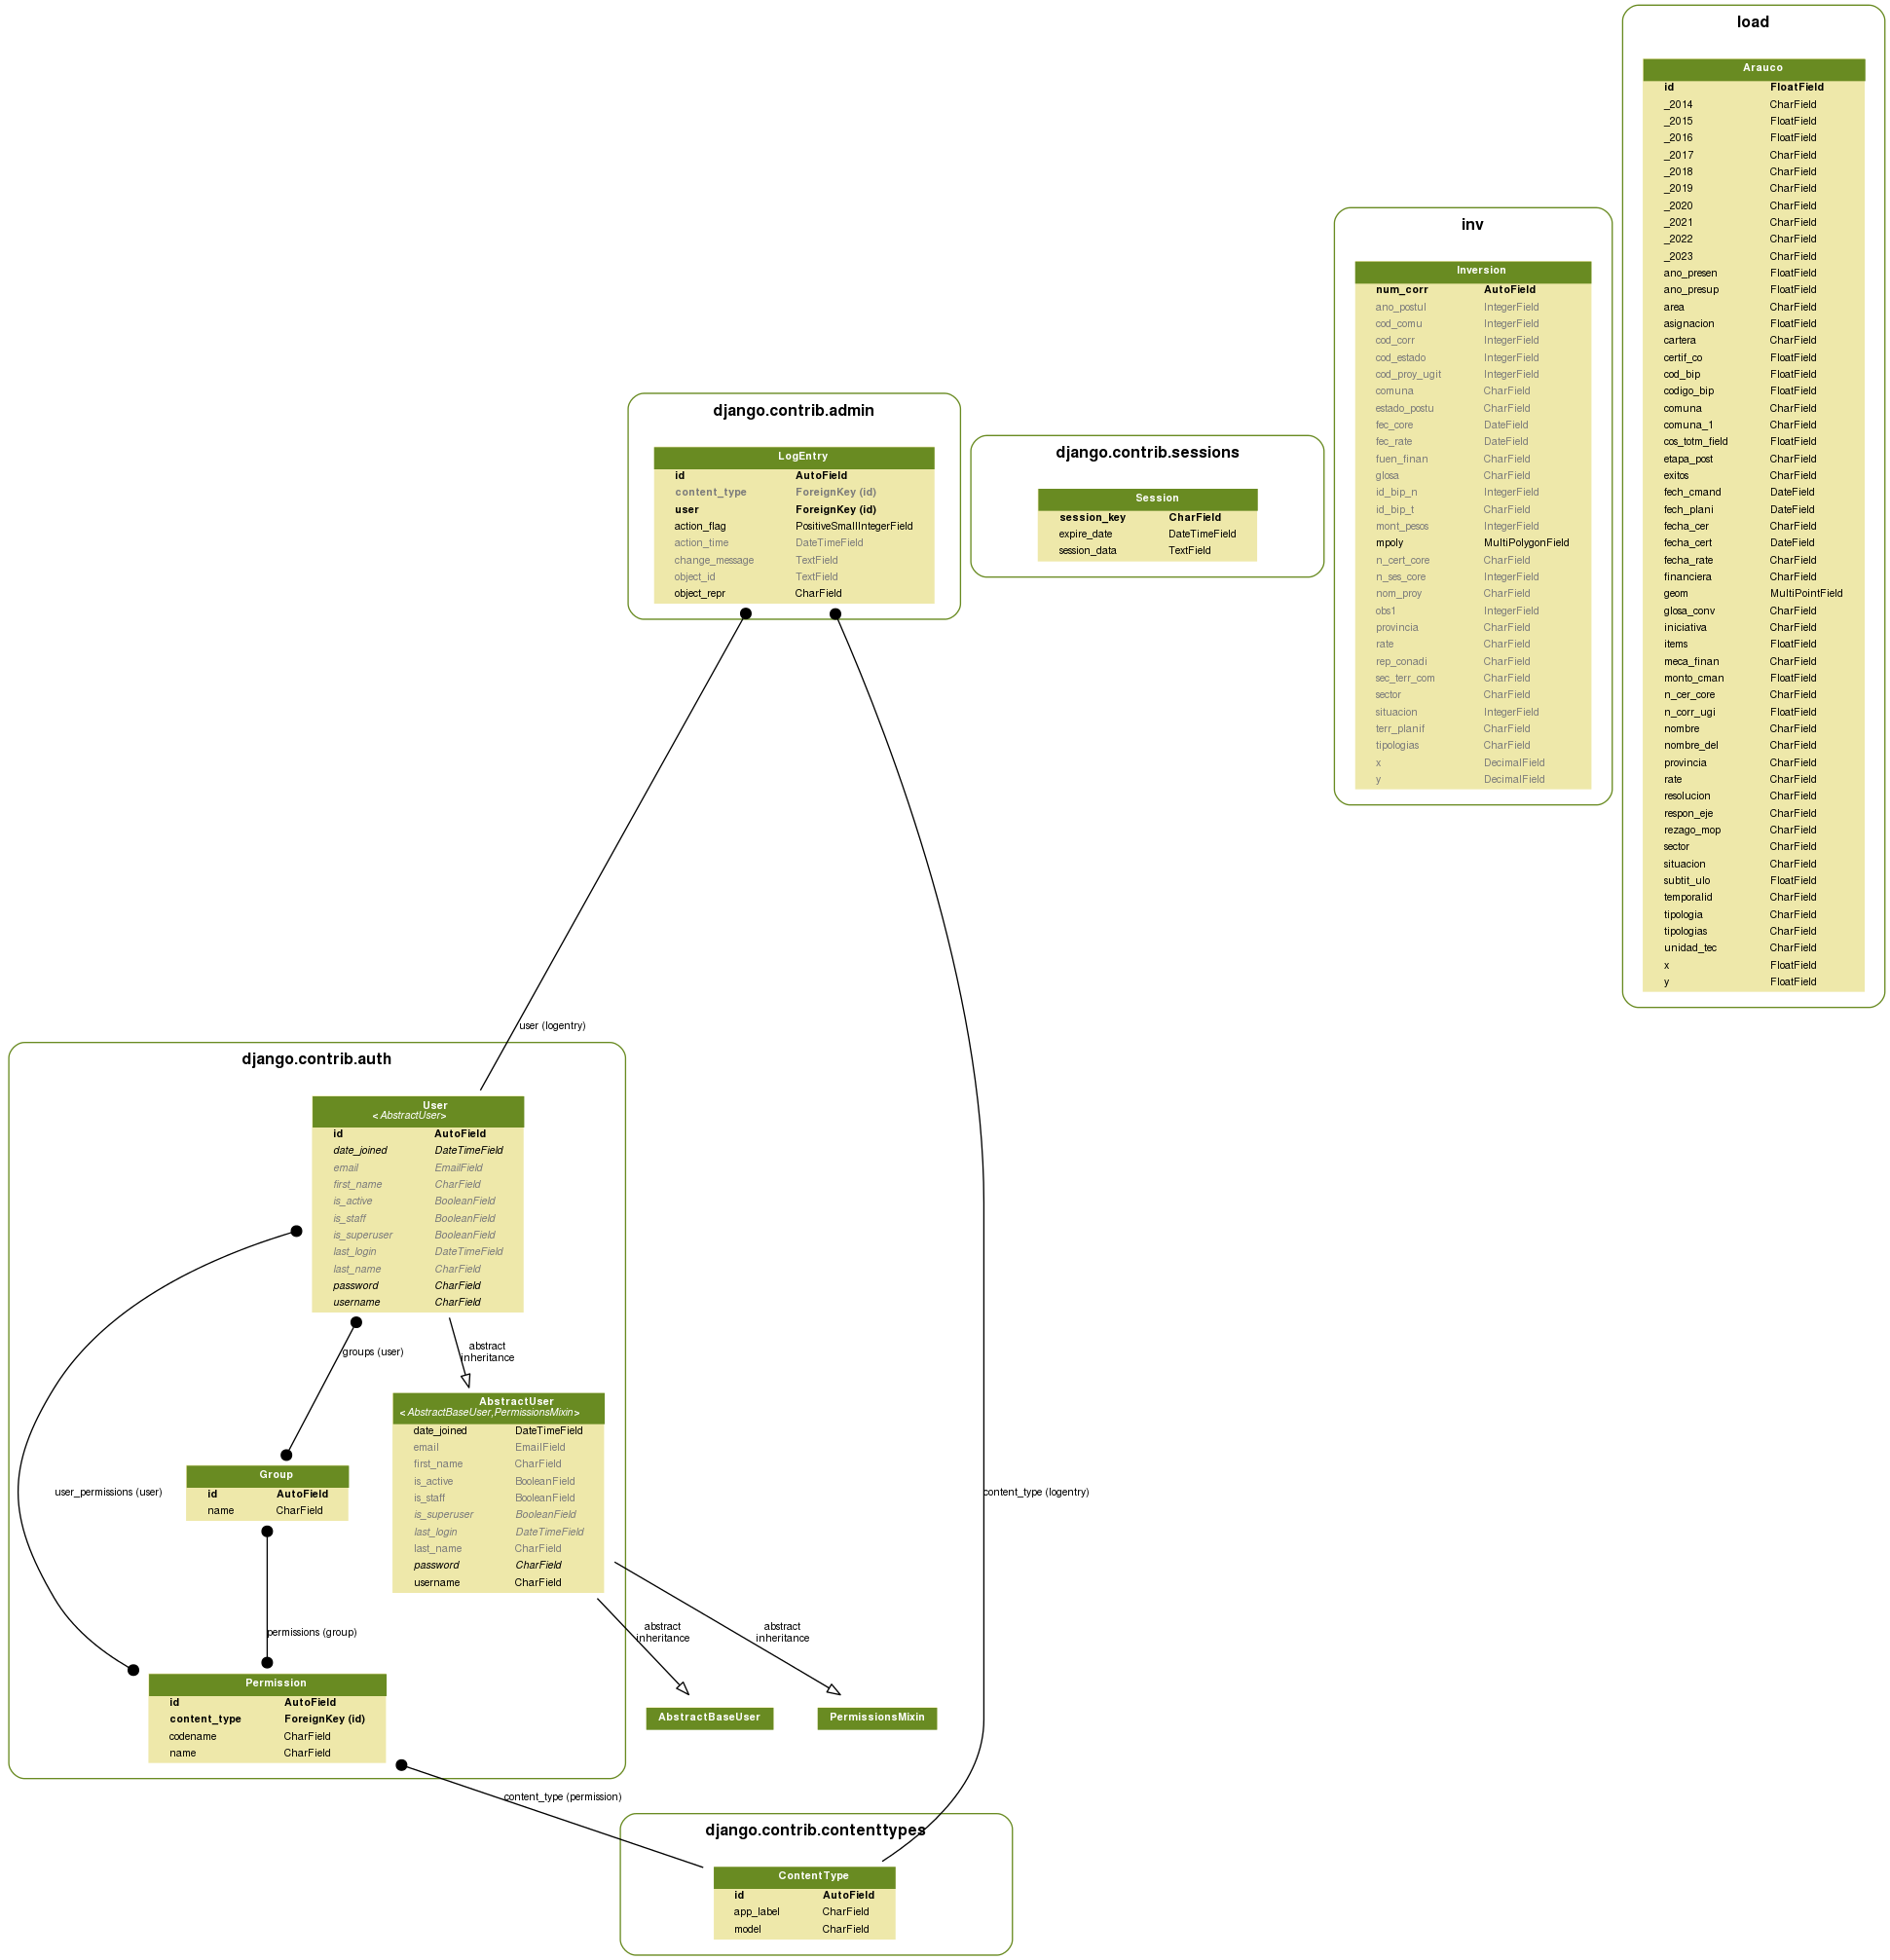 load
Arauco
id FloatField
_2014 CharField
_2015 FloatField
_2016 FloatField
_2017 CharField
_2018 CharField
_2019 CharField
_2020 CharField
_2021 CharField
_2022 CharField
_2023 CharField
ano_presen FloatField
ano_presup FloatField
area CharField
asignacion FloatField
cartera CharField
certif_co FloatField
cod_bip FloatField
codigo_bip FloatField
comuna CharField
comuna_1 CharField
cos_totm_field FloatField
etapa_post CharField
exitos CharField
fech_cmand DateField
fech_plani DateField
fecha_cer CharField
fecha_cert DateField
fecha_rate CharField
financiera CharField
geom MultiPointField
glosa_conv CharField
iniciativa CharField
items FloatField
meca_finan CharField
monto_cman FloatField
n_cer_core CharField
n_corr_ugi FloatField
nombre CharField
nombre_del CharField
provincia CharField
rate CharField
resolucion CharField
respon_eje CharField
rezago_mop CharField
sector CharField
situacion CharField
subtit_ulo FloatField
temporalid CharField
tipologia CharField
tipologias CharField
unidad_tec CharField
x FloatField
y FloatField
inv
Inversion
num_corr AutoField
ano_postul IntegerField
cod_comu IntegerField
cod_corr IntegerField
cod_estado IntegerField
cod_proy_ugit IntegerField
comuna CharField
estado_postu CharField
fec_core DateField
fec_rate DateField
fuen_finan CharField
glosa CharField
id_bip_n IntegerField
id_bip_t CharField
mont_pesos IntegerField
mpoly MultiPolygonField
n_cert_core CharField
n_ses_core IntegerField
nom_proy CharField
obs1 IntegerField
provincia CharField
rate CharField
rep_conadi CharField
sec_terr_com CharField
sector CharField
situacion IntegerField
terr_planif CharField
tipologias CharField
x DecimalField
y DecimalField
django.contrib.admin
LogEntry
id AutoField
content_type ForeignKey (id)
user ForeignKey (id)
action_flag PositiveSmallIntegerField
action_time DateTimeField
change_message TextField
object_id TextField
object_repr CharField
django.contrib.sessions
Session
session_key CharField
expire_date DateTimeField
session_data TextField
user (logentry)
django.contrib.auth
User
<AbstractUser>
id AutoField
date_joined DateTimeField
email EmailField
first_name CharField
is_active BooleanField
is_staff BooleanField
is_superuser BooleanField
last_login DateTimeField
last_name CharField
password CharField
username CharField
groups (user)
abstract
inheritance
AbstractUser
<AbstractBaseUser,PermissionsMixin>
date_joined DateTimeField
email EmailField
first_name CharField
is_active BooleanField
is_staff BooleanField
is_superuser BooleanField
last_login DateTimeField
last_name CharField
password CharField
username CharField
Group
id AutoField
name CharField
user_permissions (user)
content_type (logentry)
permissions (group)
abstract
inheritance
abstract
inheritance
Permission
id AutoField
content_type ForeignKey (id)
codename CharField
name CharField
AbstractBaseUser
PermissionsMixin
content_type (permission)
django.contrib.contenttypes
ContentType
id AutoField
app_label CharField
model CharField